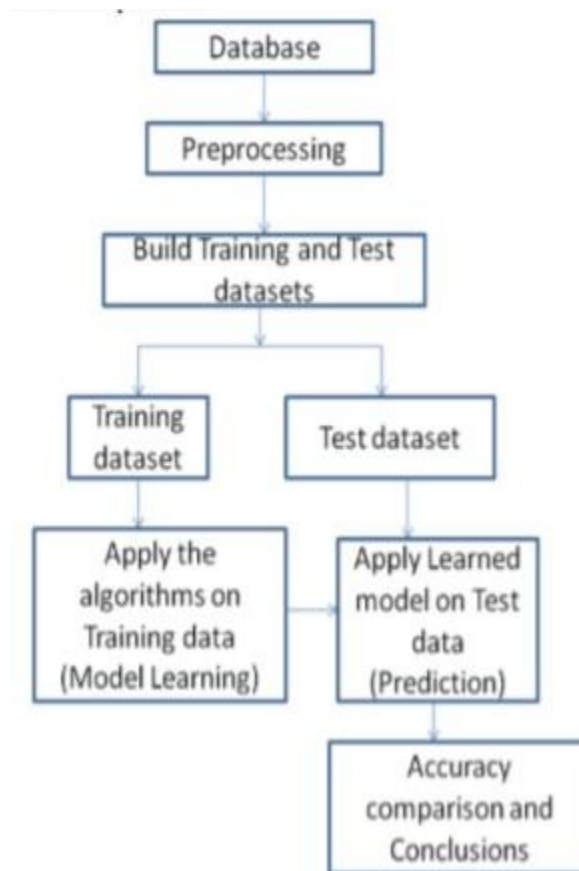 Database
Preprocessing
Build Training and Test
datasets
Training
dataset
Test dataset
Apply the
algorithms on
Training data
(Model Learning)
Apply Learned
model on Test
data
(Prediction)
Accuracy
comparison and
Conclusions